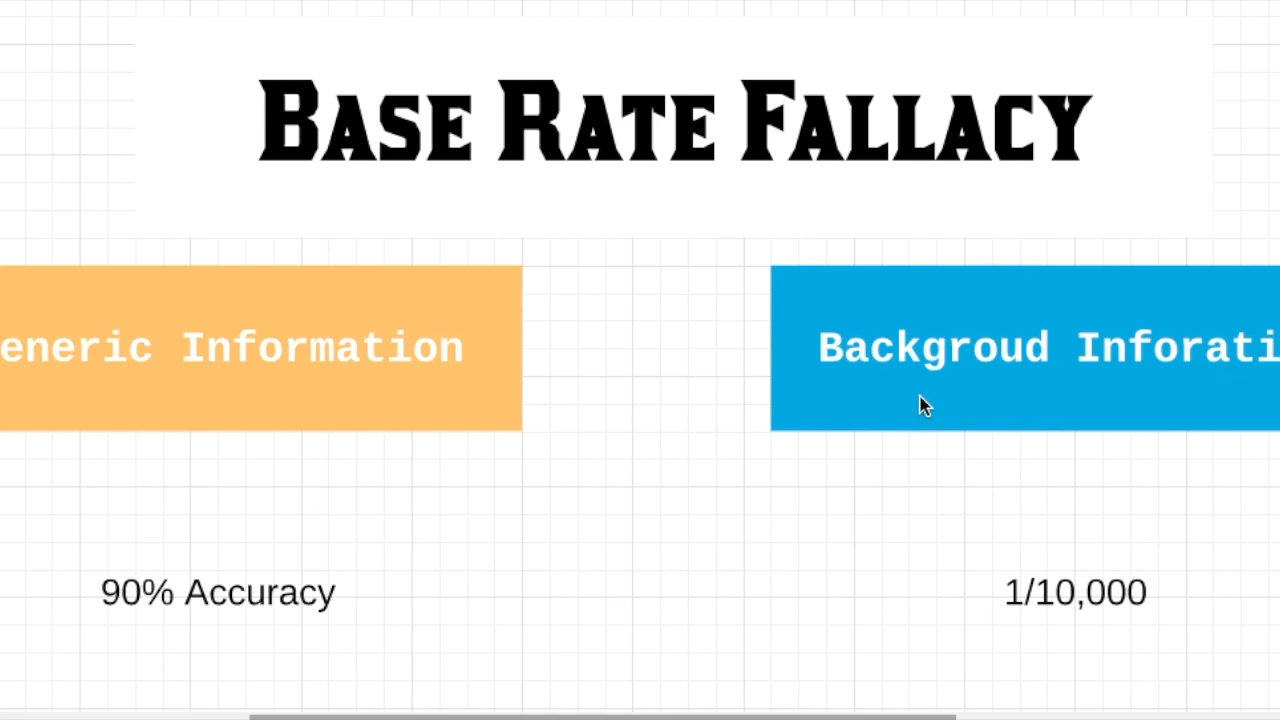 Base Rate Fallacy
eneric Information
Backgroud Inforati
90% Accuracy
1/10,000